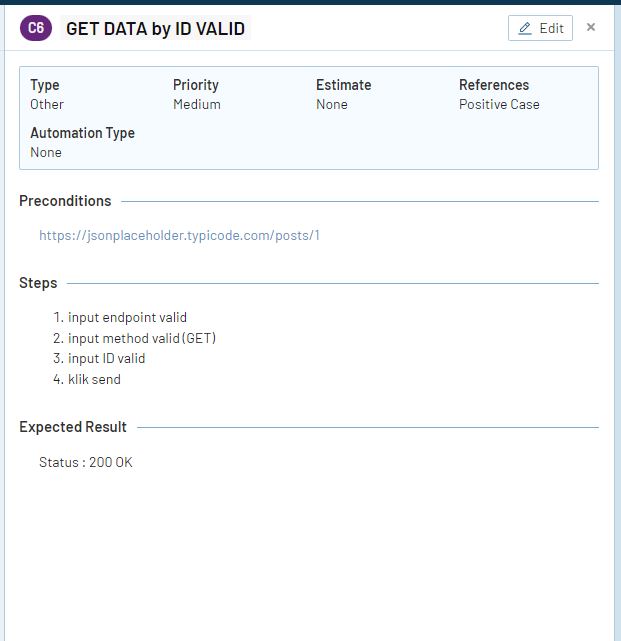 C6 GET DATA by ID VALID Edit ×
Type Priority Estimate References
Other Medium None Positive Case
Automation Type
None
Preconditions
https://jsonplaceholder.typicode.com/posts/1
Steps
1. input endpoint valid
2. input method valid (GET)
3. input ID valid
4. klik send
Expected Result
Status : 200 OK